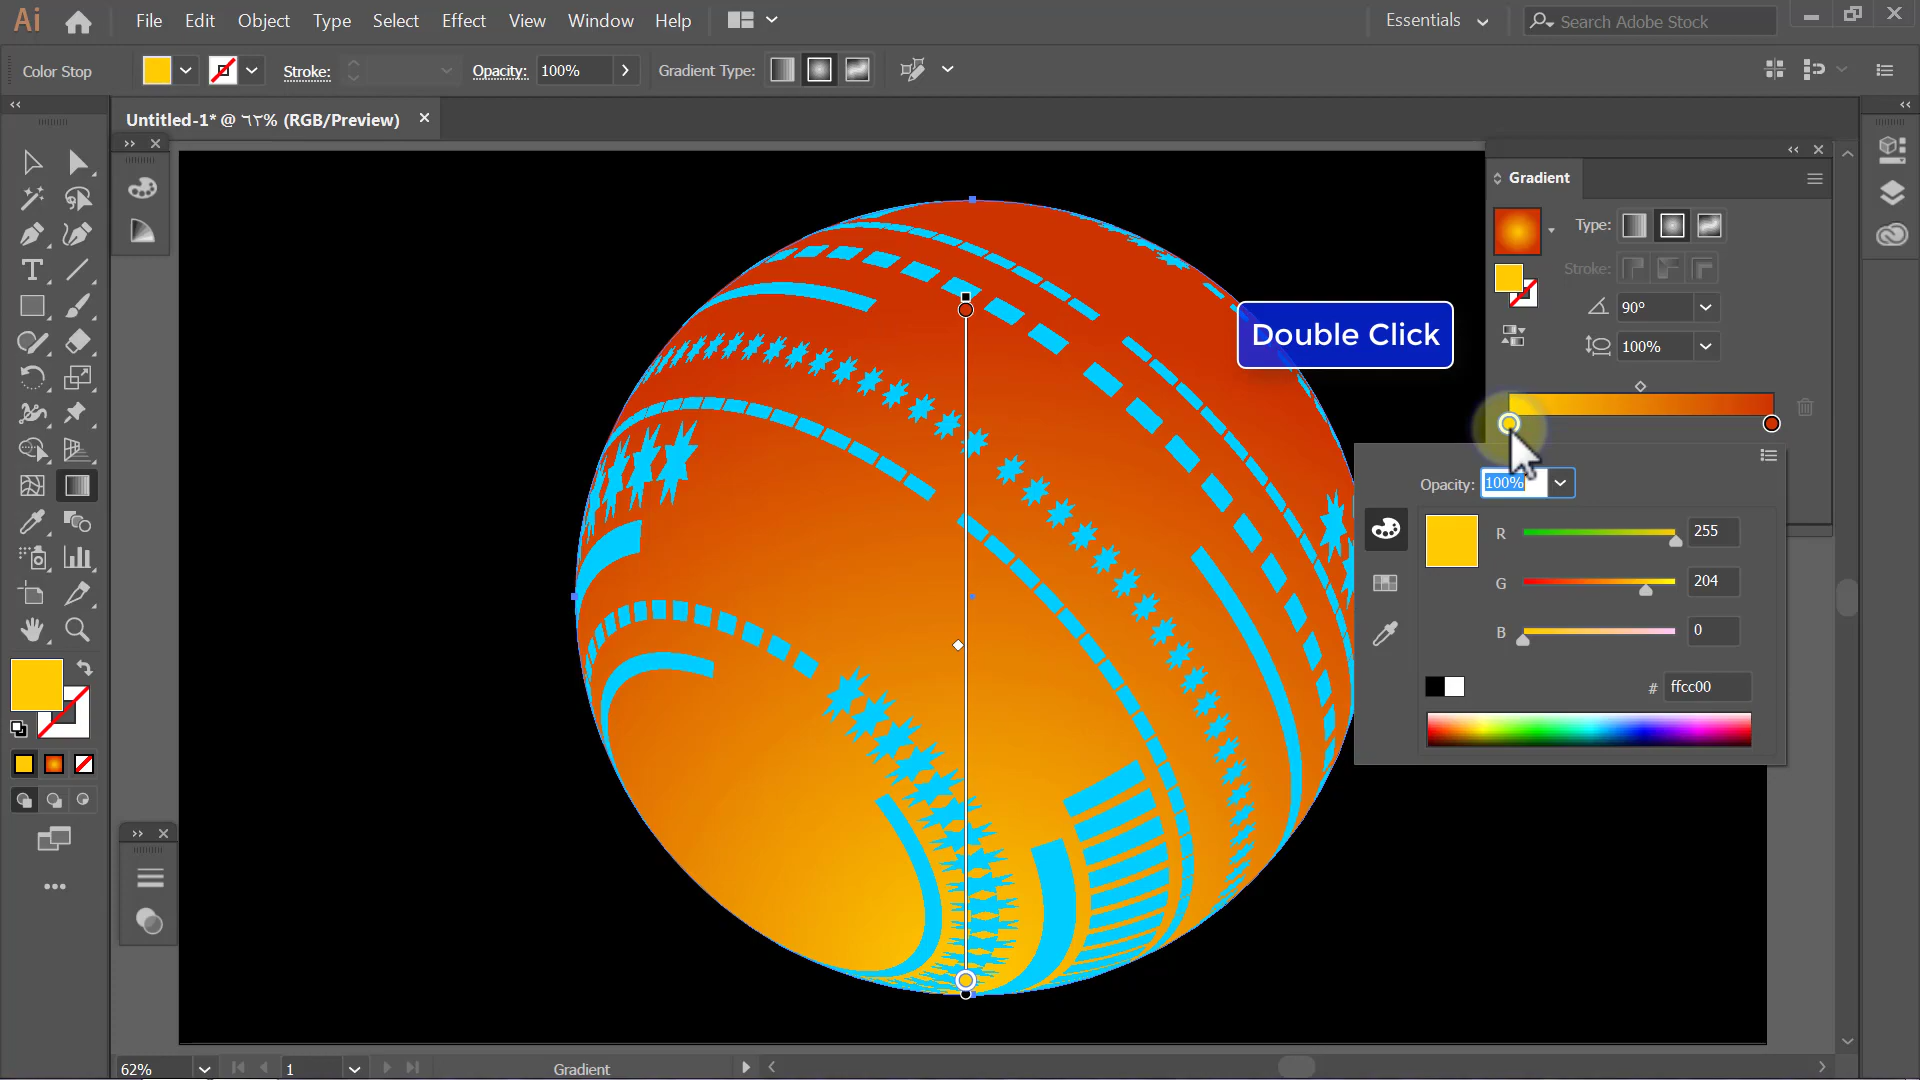 Ai File Edit Object Type Select Effect View Window Help Essentials Search Adobe Stock
Color Stop Stroke: Opacity: 100% Gradient Type:
Untitled-1* @ ٦٢% (RGB/Preview)
Gradient
Type:
Stroke:
90°
100%
Double Click
Opacity: 100%
R 255
G 204
B 0
# ffcc00
62% 1 Gradient